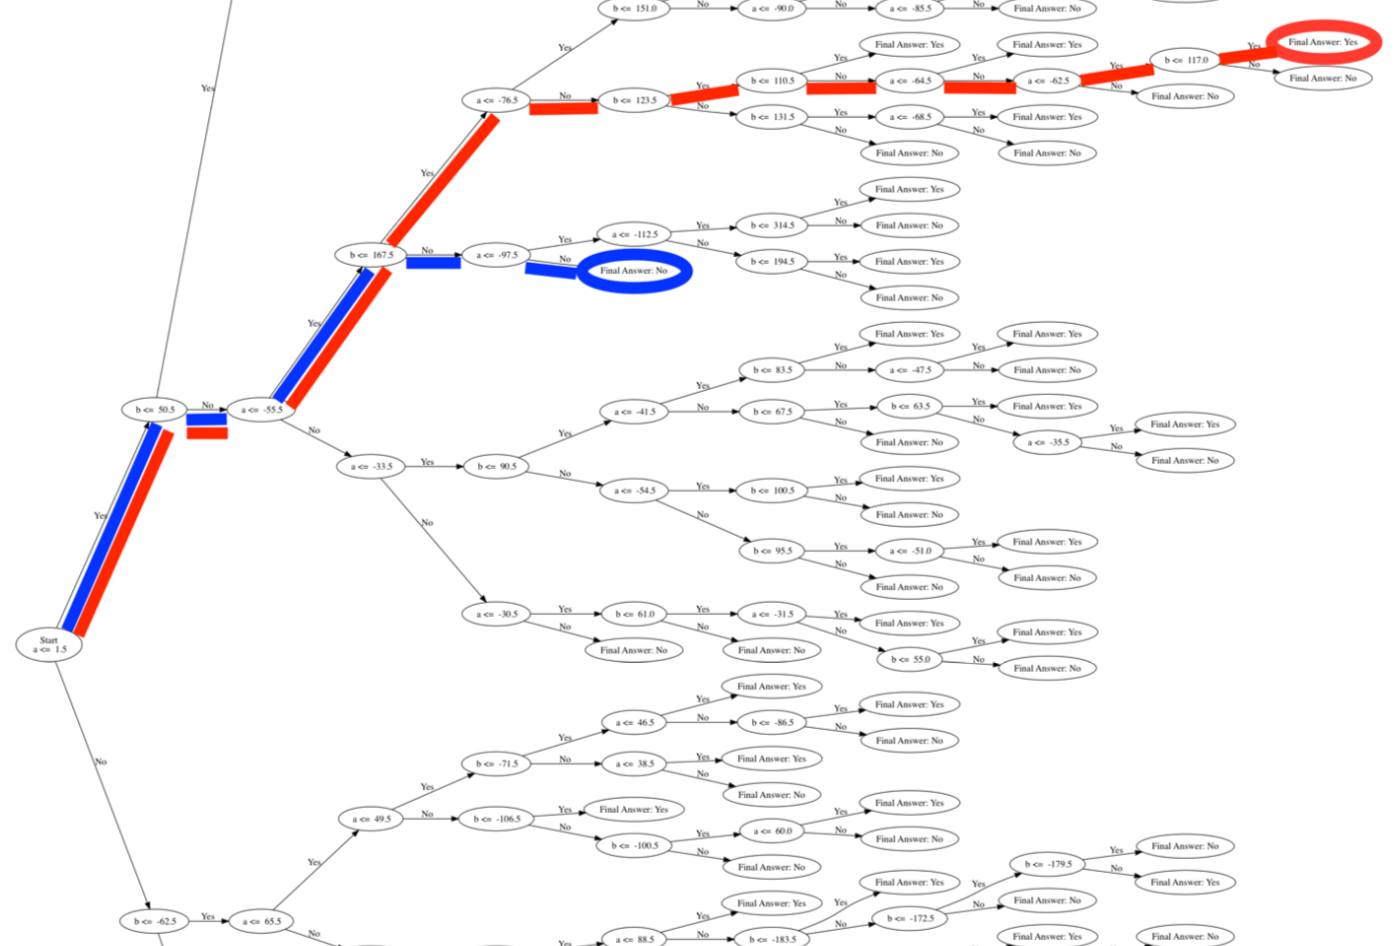 b <= 151.0
No
a <= -90.0
No
a <= -85.5
No
Final Answer: No
Yes
Yes
a <= -76.5
No
b <= 123.5
Yes
b <= 110.5
Yes
Final Answer: Yes
No
a <= -64.5
Yes
Final Answer: Yes
No
a <= -62.5
Yes
b <= 117.0
Yes
Final Answer: Yes
No
Final Answer: No
No
Final Answer: No
No
b <= 131.5
Yes
a <= -68.5
Yes
Final Answer: Yes
No
Final Answer: No
No
Final Answer: No
Yes
b <= 167.5
No
a <= -97.5
Yes
a <= -112.5
Yes
b <= 314.5
Yes
Final Answer: Yes
No
Final Answer: No
No
b <= 194.5
Yes
Final Answer: Yes
No
Final Answer: No
No
Final Answer: No
Yes
b <= 50.5
No
a <= -55.5
No
a <= -33.5
Yes
b <= 90.5
Yes
a <= -41.5
Yes
b <= 83.5
Yes
Final Answer: Yes
No
a <= -47.5
Yes
Final Answer: Yes
No
Final Answer: No
No
b <= 67.5
Yes
b <= 63.5
Yes
Final Answer: Yes
No
a <= -35.5
Yes
Final Answer: Yes
No
Final Answer: No
No
Final Answer: No
No
a <= -54.5
Yes
b <= 100.5
Yes
Final Answer: Yes
No
Final Answer: No
No
b <= 95.5
Yes
a <= -51.0
Yes
Final Answer: Yes
No
Final Answer: No
No
Final Answer: No
No
a <= -30.5
Yes
b <= 61.0
Yes
a <= -31.5
Yes
Final Answer: Yes
No
b <= 55.0
Yes
Final Answer: Yes
No
Final Answer: No
No
Final Answer: No
No
Final Answer: No
Yes
Start
a <= 1.5
No
b <= -62.5
Yes
a <= 65.5
Yes
a <= 49.5
Yes
b <= -71.5
Yes
a <= 46.5
Yes
Final Answer: Yes
No
b <= -86.5
Yes
Final Answer: Yes
No
Final Answer: No
No
a <= 38.5
Yes
Final Answer: Yes
No
Final Answer: No
No
b <= -106.5
Yes
Final Answer: Yes
No
b <= -100.5
Yes
a <= 60.0
Yes
Final Answer: Yes
No
Final Answer: No
No
Final Answer: No
No
Yes
a <= 88.5
Yes
Final Answer: Yes
No
b <= -183.5
Yes
Final Answer: Yes
No
b <= -172.5
Yes
b <= -179.5
Yes
Final Answer: No
No
Final Answer: Yes
No
Final Answer: No
Yes
Final Answer: Yes
No
Final Answer: No